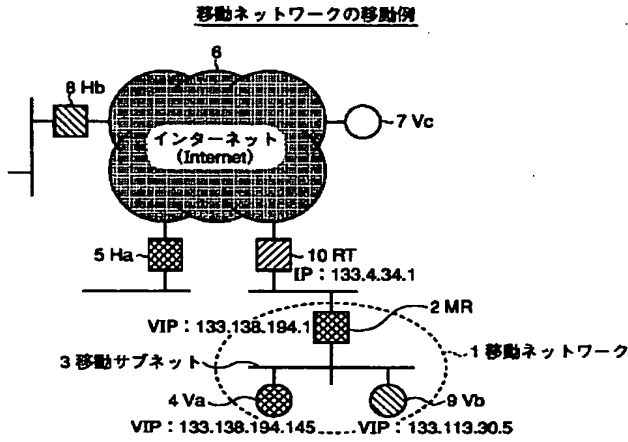 移動ネットワークの移動例
6
8 Hb
インターネット
(Internet)
7 Vc
5 Ha
10 RT
IP：133.4.34.1
2 MR
VIP：133.138.194.1
1 移動ネットワーク
3 移動サブネット
4 Va
9 Vb
VIP：133.138.194.145
VIP：133.113.30.5